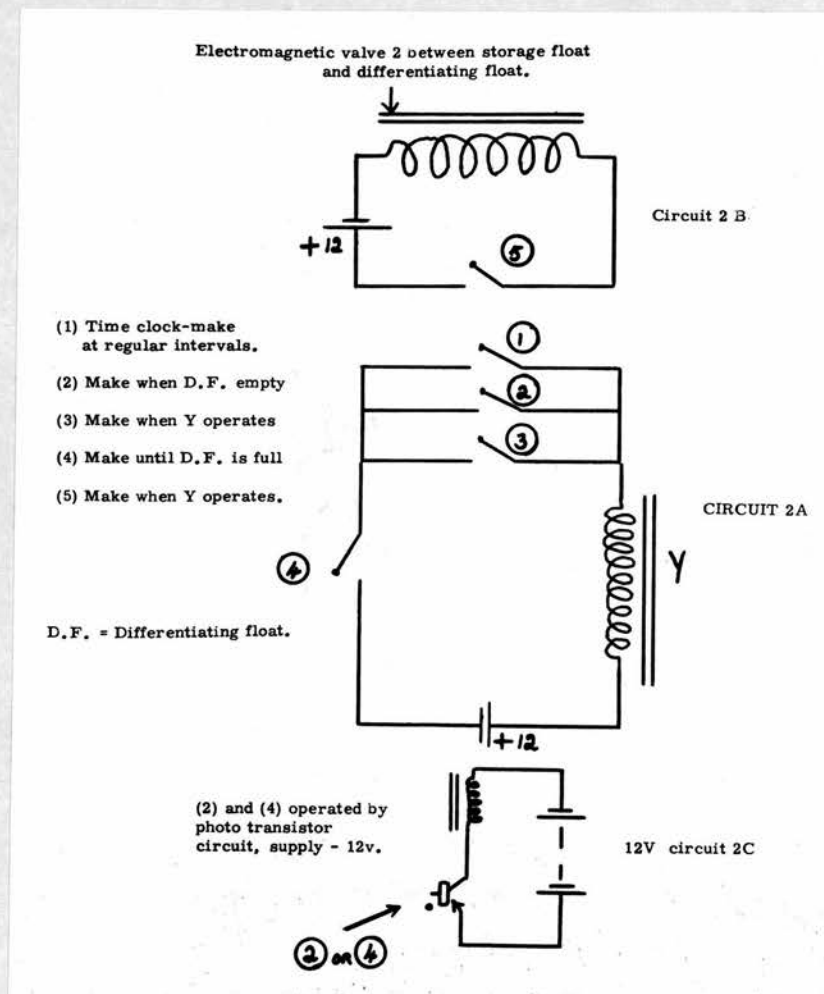 Electromagnetic valve 2 between storage float
and differentiating float.
Circuit 2 B
+12
5
(1) Time clock-make
at regular intervals.
(2) Make when D.F. empty
(3) Make when Y operates
(4) Make until D.F. is full
(5) Make when Y operates.
1
2
3
CIRCUIT 2A
Y
4
D.F. = Differentiating float.
+12
(2) and (4) operated by
photo transistor
circuit, supply - 12v.
12V circuit 2C
2 OR 4